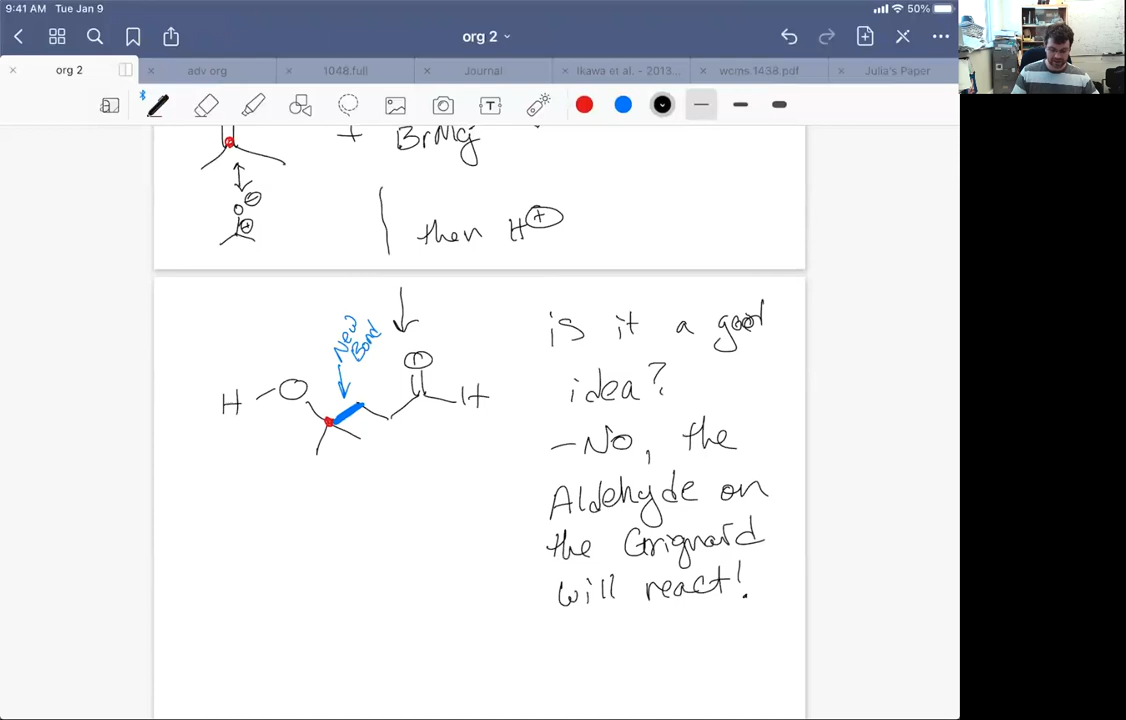 9:41 AM Tue Jan 9
50%
org 2
org 2
adv org
1048.full
Journal
Ikawa et al. - 2013...
wcms.1438.pdf
Julia's Paper
+ BrMg
O
then H +
New
Bond
H O O H
is it a good
idea?
- No, the
Aldehyde on
the Grignard
will react!